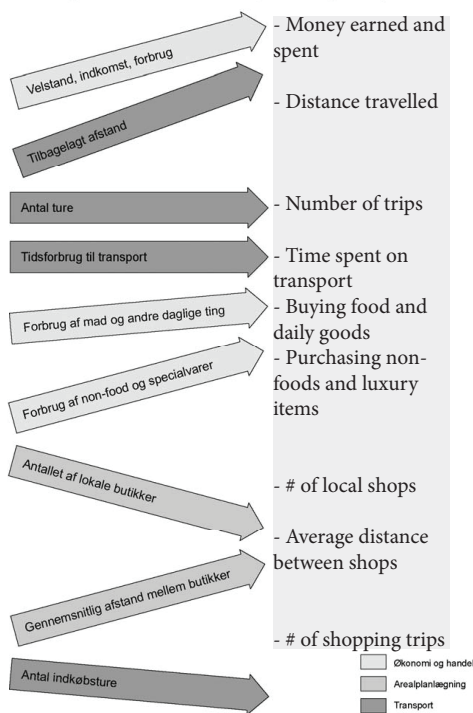 Velstand, indkomst, forbrug
- Money earned and
spent
Tilbagelagt afstand
- Distance travelled
Antal ture
- Number of trips
Tidsforbrug til transport
- Time spent on
transport
Forbrug af mad og andre daglige ting
- Buying food and
daily goods
Forbrug af non-food og specialvarer
- Purchasing non-
foods and luxury
items
Antallet af lokale butikker
- # of local shops
Gennemsnitlig afstand mellem butikker
- Average distance
between shops
Antal indkøbsture
- # of shopping trips
Økonomi og handel
Arealplanlægning
Transport